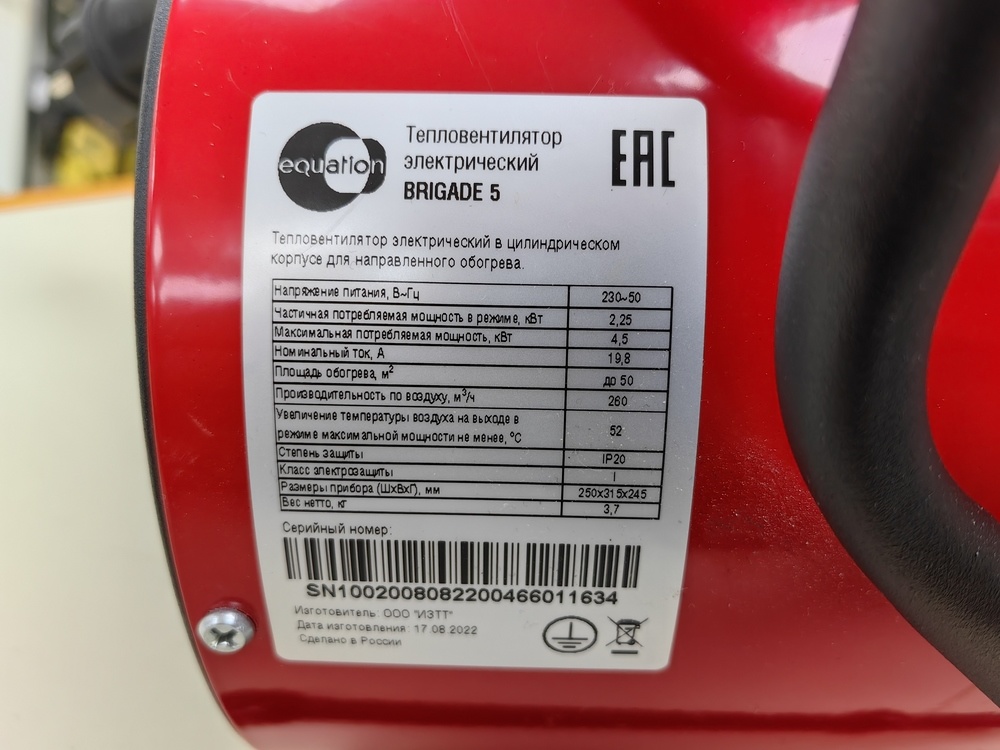 equation
Тепловентилятор
электрический
BRIGADE 5
EAC
Тепловентилятор электрический в цилиндрическом
корпусе для направленного обогрева.
Напряжение питания, В~Гц 230~50
Частичная потребляемая мощность в режиме, кВт 2,25
Максимальная потребляемая мощность, кВт 4,5
Номинальный ток, А 19,8
Площадь обогрева, м² до 50
Производительность по воздуху, м³/ч 260
Увеличение температуры воздуха на выходе в
режиме максимальной мощности не менее, °С 52
Степень защиты IP20
Класс электрозащиты I
Размеры прибора (ШхВхГ), мм 250х315х245
Вес нетто, кг 3,7
Серийный номер:
SN1002008082200466011634
Изготовитель: ООО "ИЗТТ"
Дата изготовления: 17.08.2022
Сделано в России